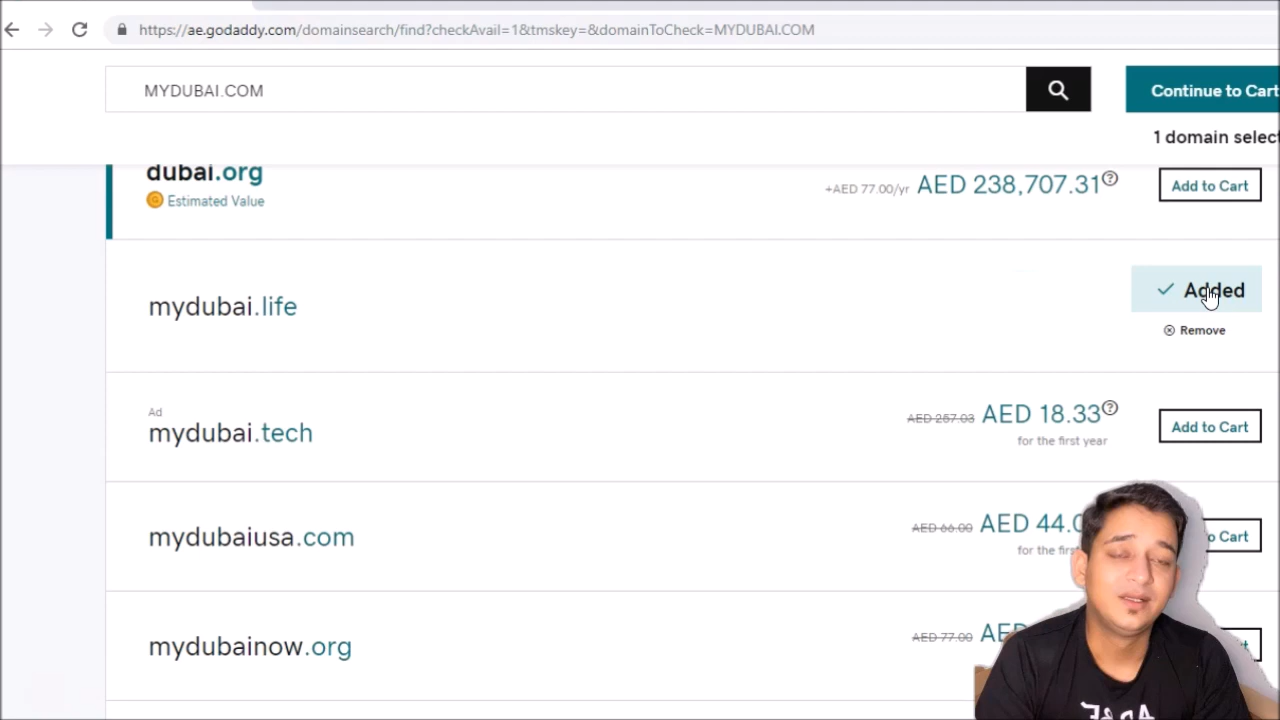 https://ae.godaddy.com/domainsearch/find?checkAvail=1&tmskey=&domainToCheck=MYDUBAI.COM
MYDUBAI.COM
Continue to Cart
1 domain select
dubai.org
Estimated Value
+AED 77.00/yr AED 238,707.31
Add to Cart
mydubai.life
Added
Remove
Ad
mydubai.tech
AED 257.03 AED 18.33
for the first year
Add to Cart
mydubaiusa.com
AED 66.00 AED 44.0
for the firs
o Cart
mydubainow.org
AED 77.00 AED